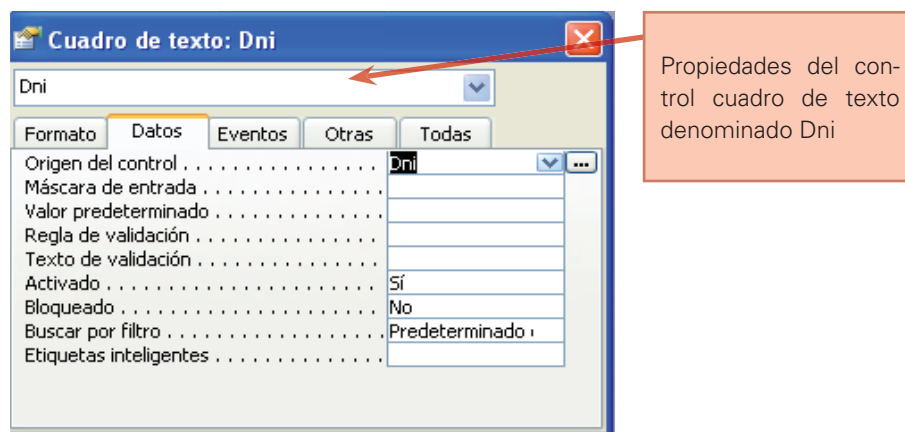 Cuadro de texto: Dni
Dni
Formato Datos Eventos Otras Todas
Origen del control . . . . . . . . . . . . . . . . Dni ...
Máscara de entrada . . . . . . . . . . . . . . .
Valor predeterminado . . . . . . . . . . . . . .
Regla de validación . . . . . . . . . . . . . . .
Texto de validación . . . . . . . . . . . . . . .
Activado . . . . . . . . . . . . . . . . . . . . . . Sí
Bloqueado . . . . . . . . . . . . . . . . . . . . . No
Buscar por filtro . . . . . . . . . . . . . . . . . Predeterminado
Etiquetas inteligentes . . . . . . . . . . . . . .
Propiedades del con-
trol cuadro de texto
denominado Dni